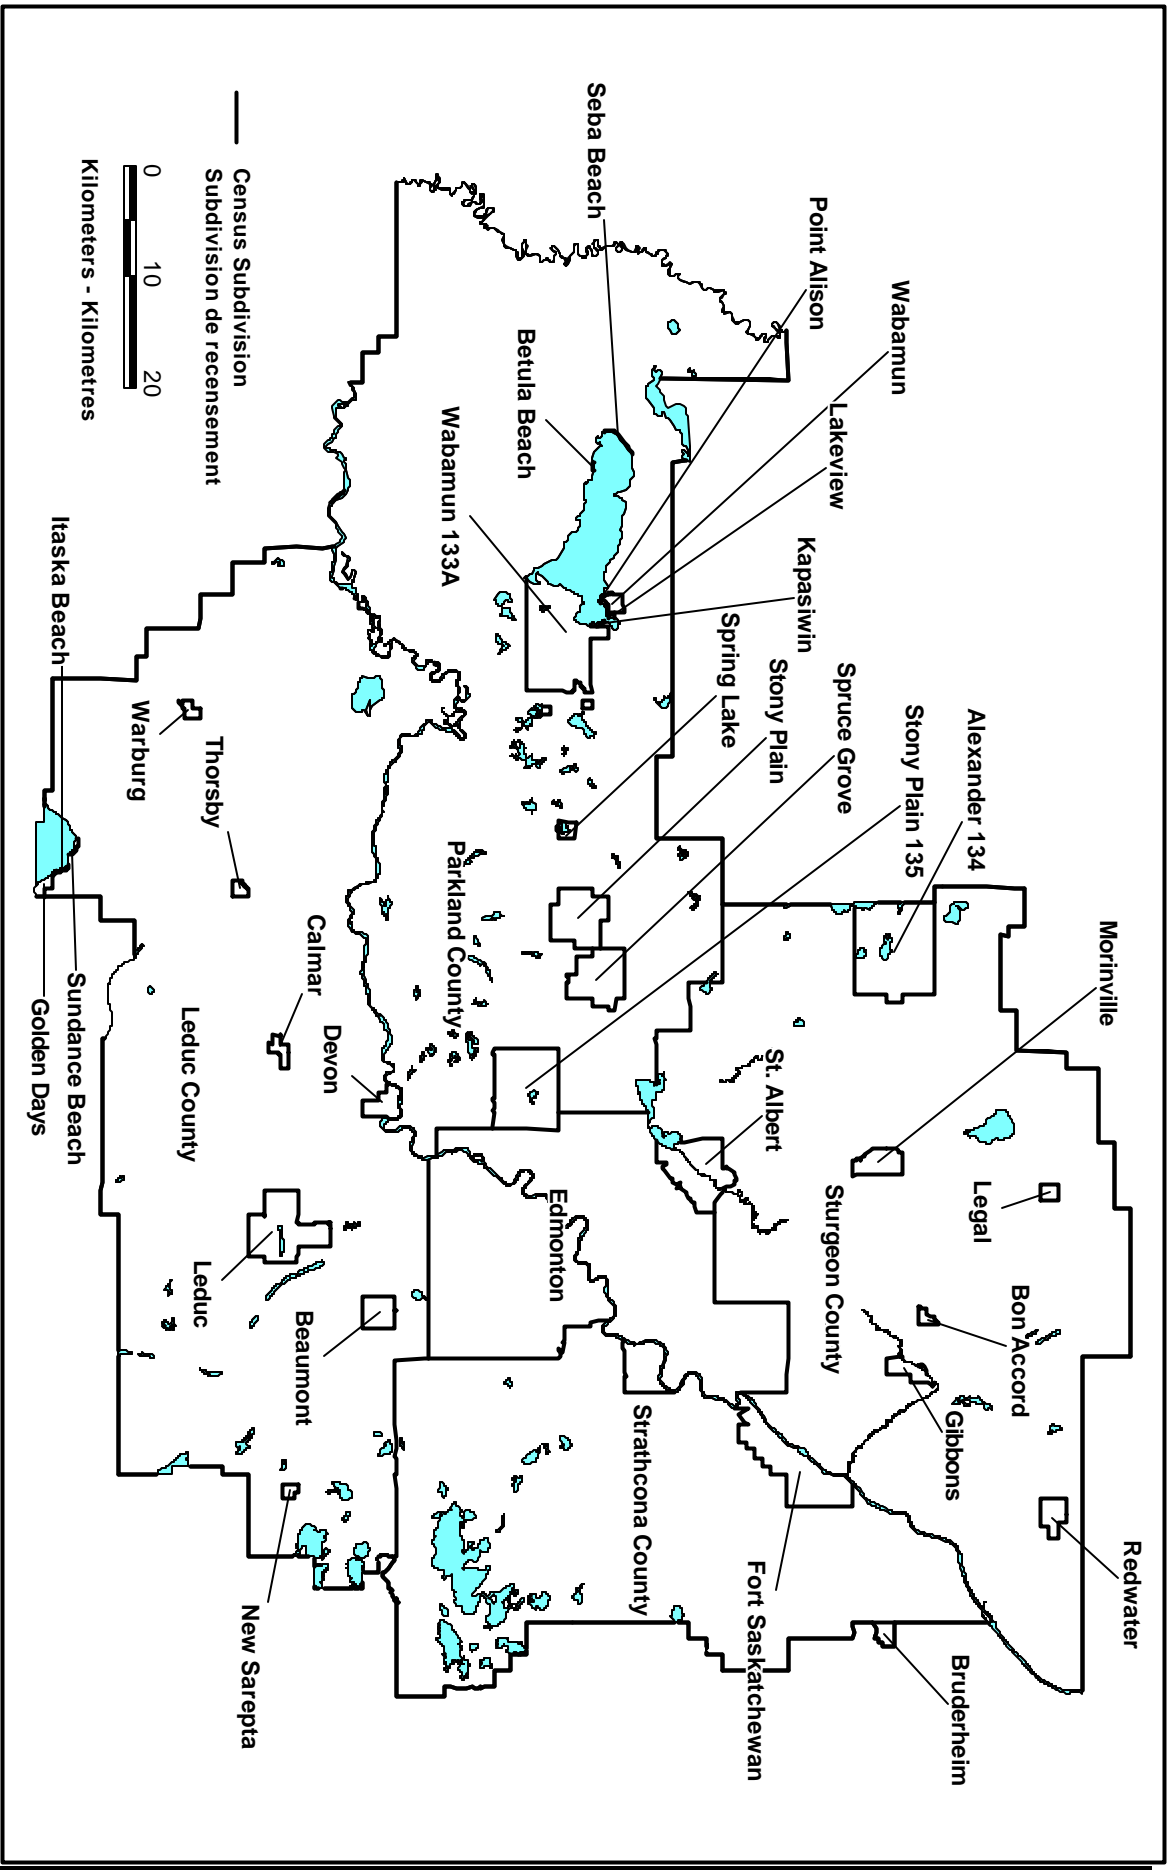 Redwater
Morinville
Legal
Bon Accord
Gibbons
Bruderheim
Alexander 134
Stony Plain 135
Wabamun
Spruce Grove
Lakeview
Sturgeon County
Point Alison
Kapasiwin
Stony Plain
St. Albert
Fort Saskatchewan
Spring Lake
Strathcona County
Seba Beach
Edmonton
Betula Beach
Wabamun 133A
Parkland County
Devon
Calmar
Beaumont
New Sarepta
Thorsby
Leduc
Leduc County
Warburg
Itaska Beach
Sundance Beach
Golden Days
Census Subdivision
Subdivision de recensement
0 10 20
Kilometers - Kilometres